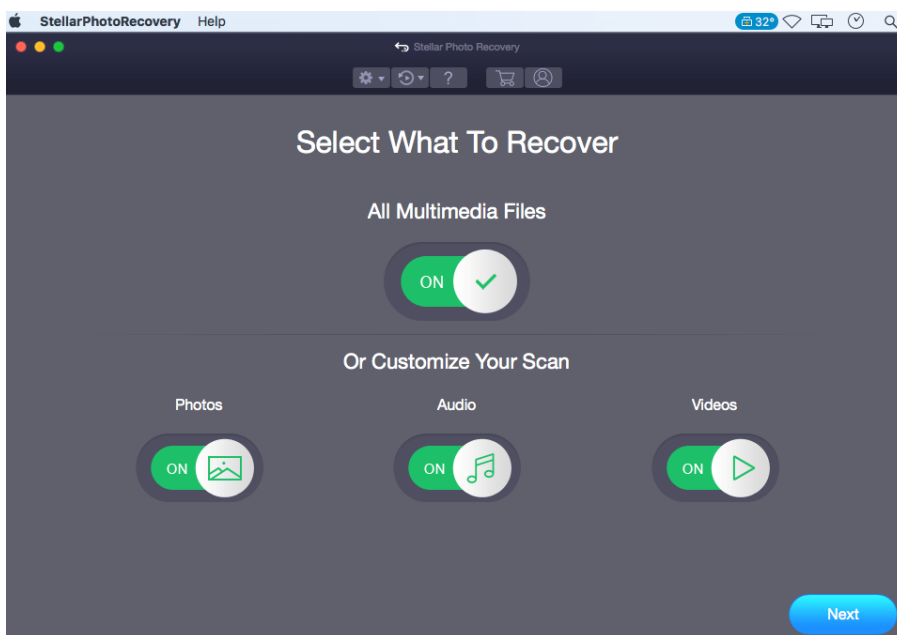 StellarPhotoRecovery Help 32°
Stellar Photo Recovery
?
Select What To Recover
All Multimedia Files
ON
Or Customize Your Scan
Photos Audio Videos
ON ON ON
Next